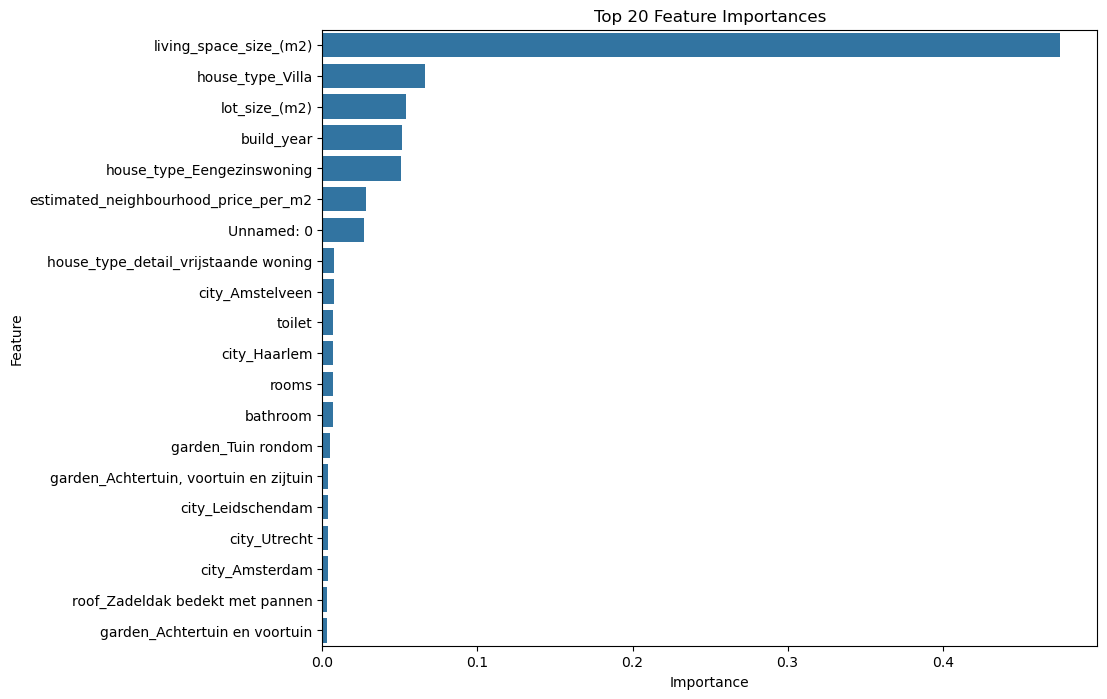 Top 20 Feature Importances
living_space_size_(m2)
house_type_Villa
lot_size_(m2)
build_year
house_type_Eengezinswoning
estimated_neighbourhood_price_per_m2
Unnamed: 0
house_type_detail_vrijstaande woning
city_Amstelveen
toilet
city_Haarlem
rooms
bathroom
garden_Tuin rondom
garden_Achtertuin, voortuin en zijtuin
city_Leidschendam
city_Utrecht
city_Amsterdam
roof_Zadeldak bedekt met pannen
garden_Achtertuin en voortuin
Feature
0.0 0.1 0.2 0.3 0.4
Importance